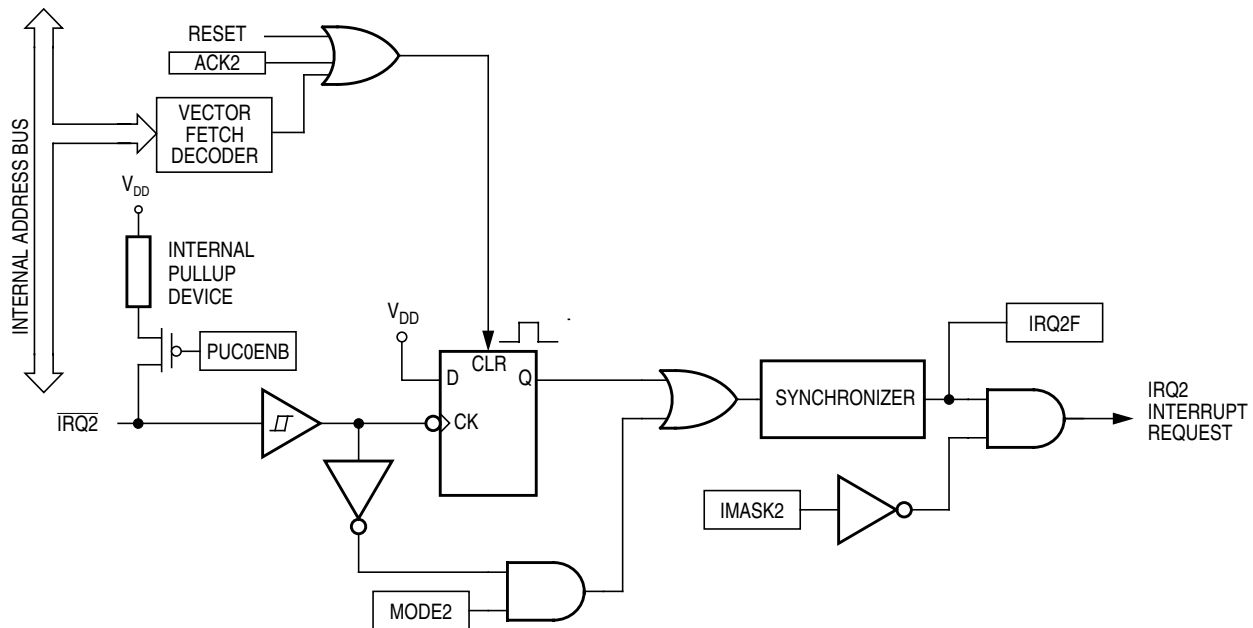 RESET
ACK2
VECTOR
FETCH
DECODER
INTERNAL ADDRESS BUS
VDD
INTERNAL
PULLUP
DEVICE
PUC0ENB
IRQ2
VDD
D
CLR
Q
CK
SYNCHRONIZER
IRQ2F
IRQ2
INTERRUPT
REQUEST
IMASK2
MODE2